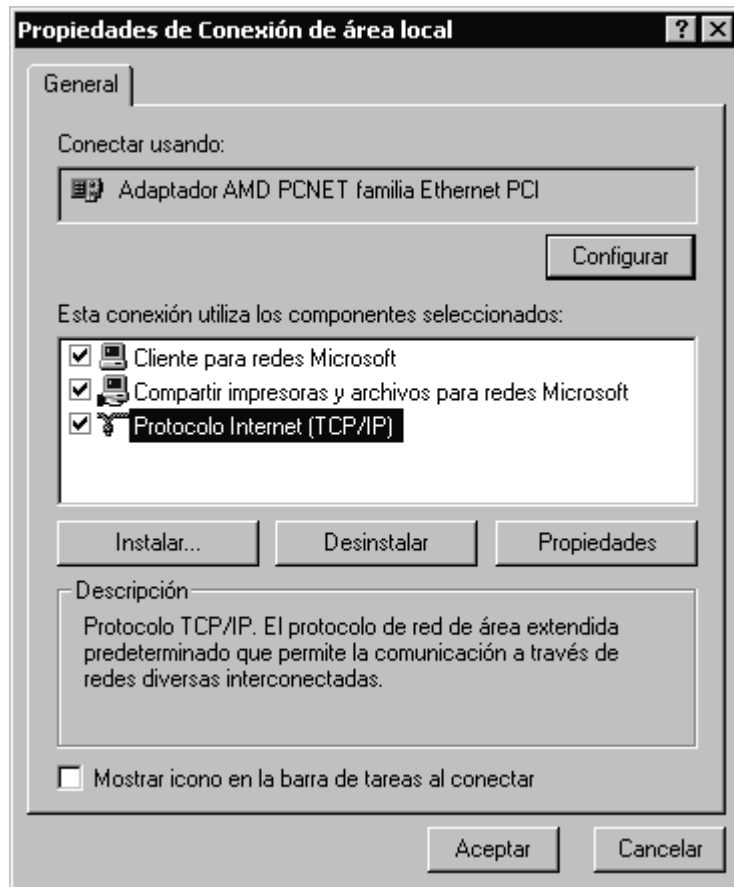 Propiedades de Conexión de área local
General
Conectar usando:
Adaptador AMD PCNET familia Ethernet PCI
Configurar
Esta conexión utiliza los componentes seleccionados:
Cliente para redes Microsoft
Compartir impresoras y archivos para redes Microsoft
Protocolo Internet (TCP/IP)
Instalar... Desinstalar Propiedades
Descripción
Protocolo TCP/IP. El protocolo de red de área extendida
predeterminado que permite la comunicación a través de
redes diversas interconectadas.
Mostrar icono en la barra de tareas al conectar
Aceptar Cancelar